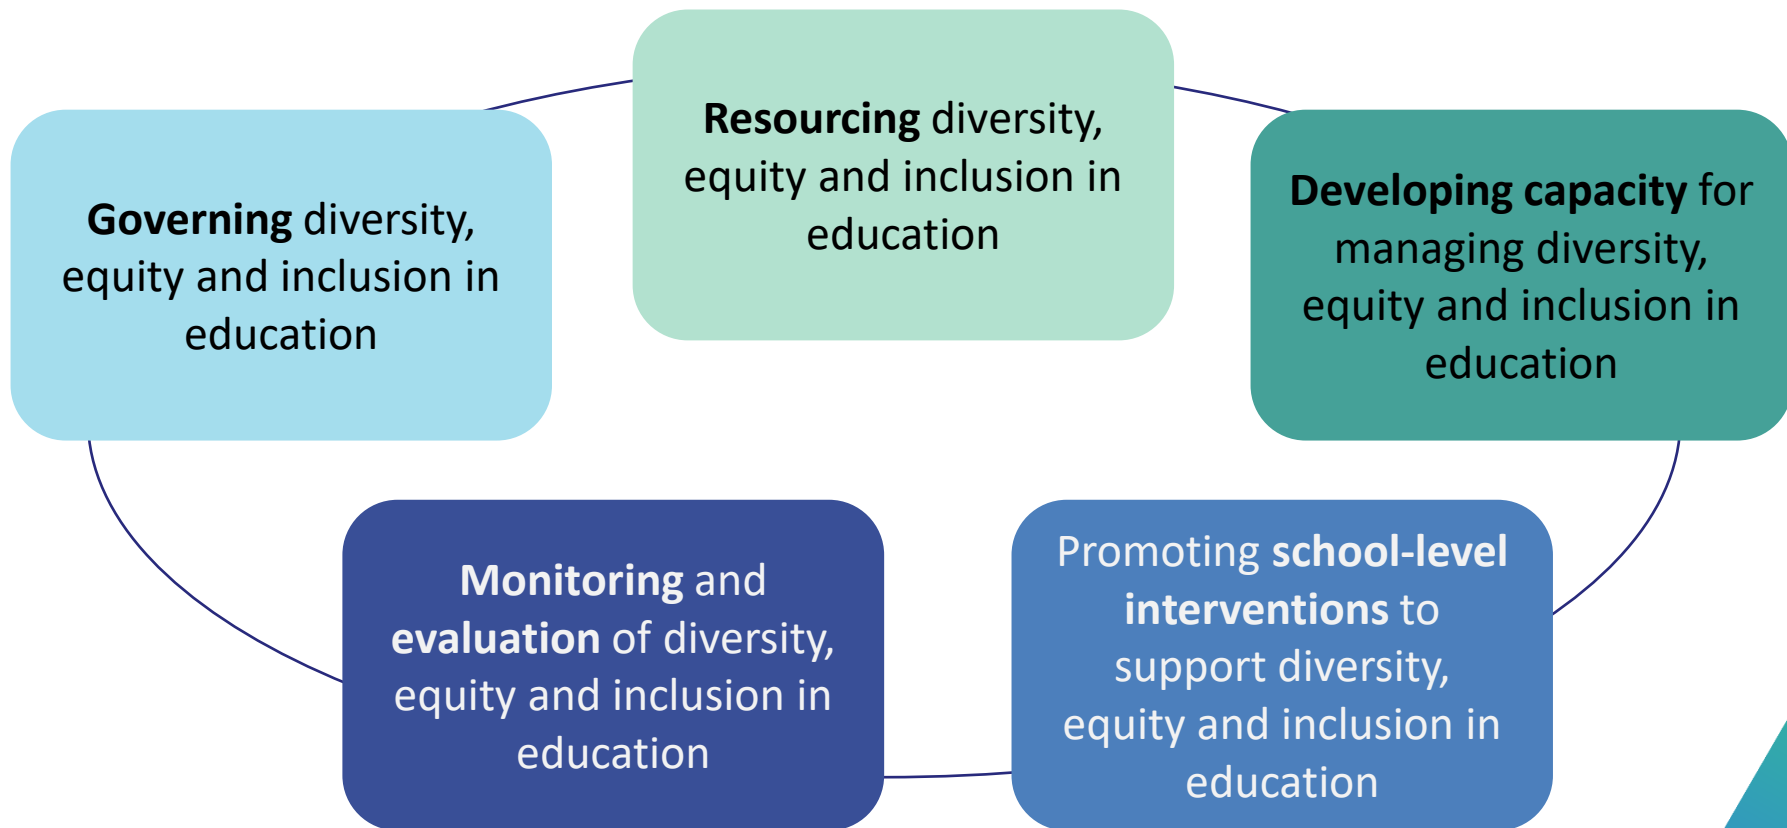 Resourcing diversity,
equity and inclusion in
education
Governing diversity,
equity and inclusion in
education
Developing capacity for
managing diversity,
equity and inclusion in
education
Monitoring and
evaluation of diversity,
equity and inclusion in
education
Promoting school-level
interventions to
support diversity,
equity and inclusion in
education